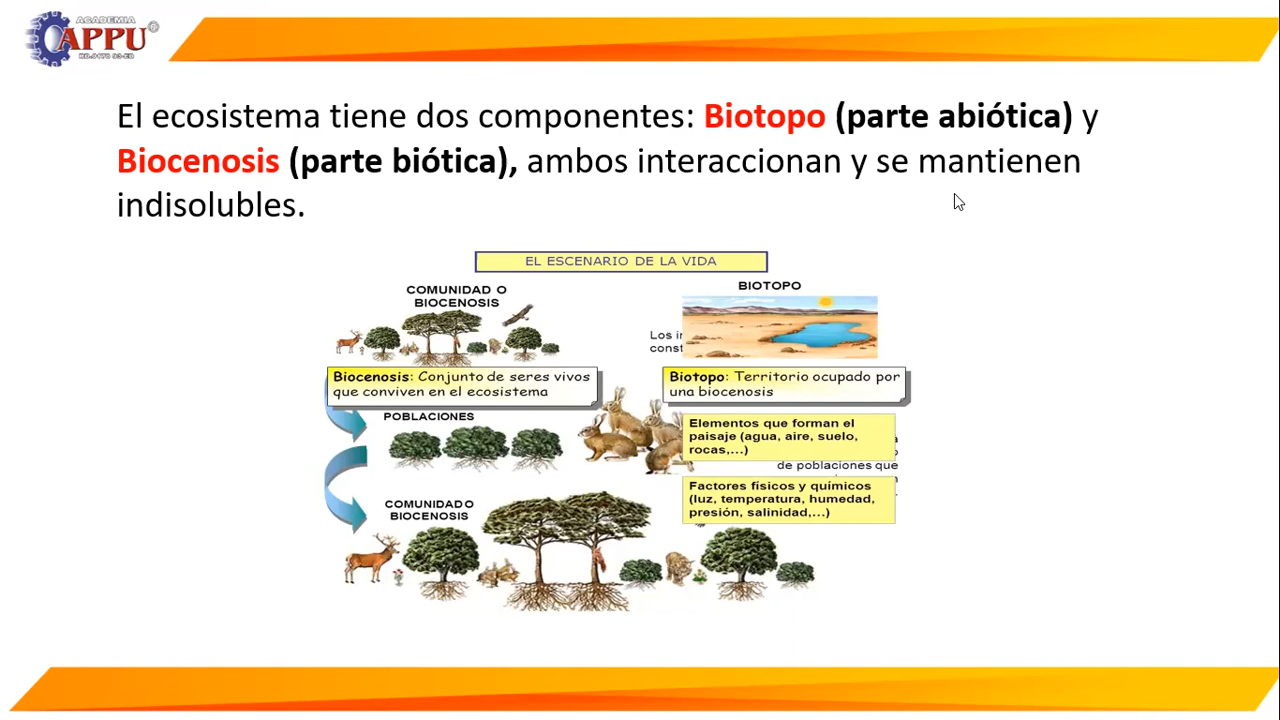 ACADEMIA
APPU
El ecosistema tiene dos componentes: Biotopo (parte abiótica) y
Biocenosis (parte biótica), ambos interaccionan y se mantienen
indisolubles.
EL ESCENARIO DE LA VIDA
COMUNIDAD O
BIOCENOSIS
Biocenosis: Conjunto de seres vivos
que conviven en el ecosistema
POBLACIONES
COMUNIDAD O
BIOCENOSIS
BIOTOPO
Los
const
Biotopo: Territorio ocupado por
una biocenosis
Elementos que forman el
paisaje (agua, aire, suelo,
rocas,...)
de poblaciones que
Factores físicos y químicos
(luz, temperatura, humedad,
presión, salinidad,...)